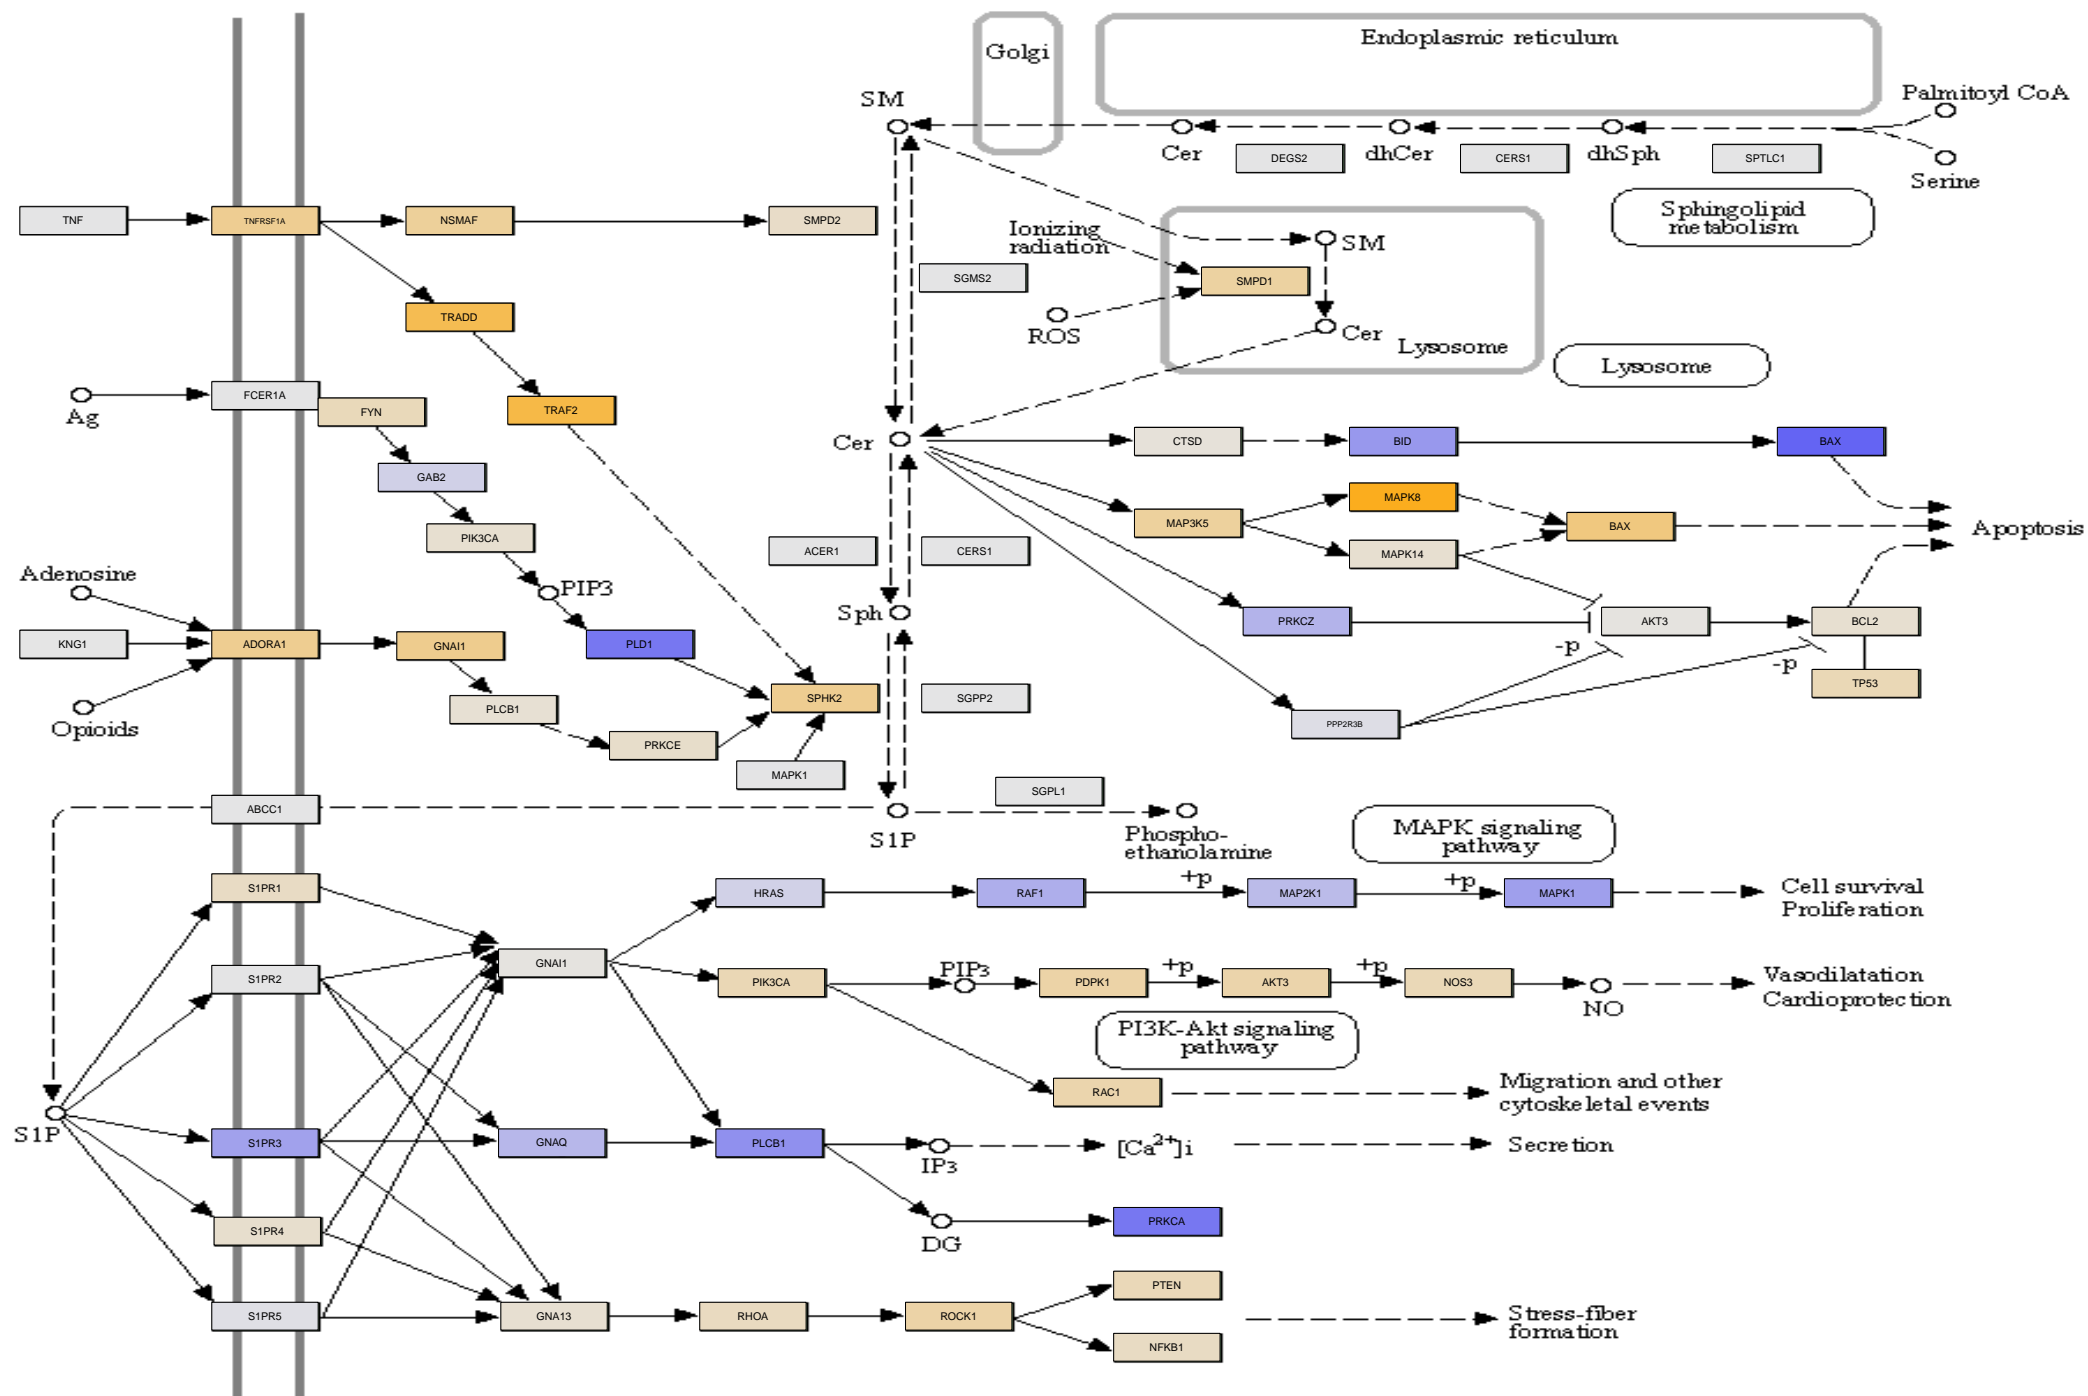 Golgi
Endoplasmic reticulum
SM
Palmitoyl CoA
Cer
DEGS2
dhCer
CERS1
dhSph
SPTLC1
Serine
TNF
TNFRSF1A
NSMAF
SMPD2
Sphingolipid
metabolism
Ionizing
radiation
SM
SGMS2
SMPD1
TRADD
ROS
Cer
Lysosome
Lysosome
Ag
FCER1A
FYN
TRAF2
Cer
CTSD
BID
BAX
GAB2
MAPK8
MAP3K5
BAX
Apoptosis
PIK3CA
ACER1
CERS1
MAPK14
Adenosine
PIP3
Sph
PRKCZ
AKT3
BCL2
KNG1
ADORA1
GNAI1
PLD1
-p
-p
TP53
Opioids
PLCB1
SPHK2
SGPP2
PPP2R3B
PRKCE
MAPK1
ABCC1
SGPL1
S1P
Phospho-
ethanolamine
MAPK signaling
pathway
S1PR1
HRAS
RAF1
+p
MAP2K1
+p
MAPK1
Cell survival
Proliferation
S1PR2
GNAI1
PIK3CA
PIP3
PDPK1
+p
AKT3
+p
NOS3
NO
Vasodilatation
Cardioprotection
PI3K-Akt signaling
pathway
RAC1
Migration and other
cytoskeletal events
S1P
S1PR3
GNAQ
PLCB1
IP3
[Ca2+]i
Secretion
S1PR4
DG
PRKCA
S1PR5
GNA13
RHOA
ROCK1
PTEN
NFKB1
Stress-fiber
formation